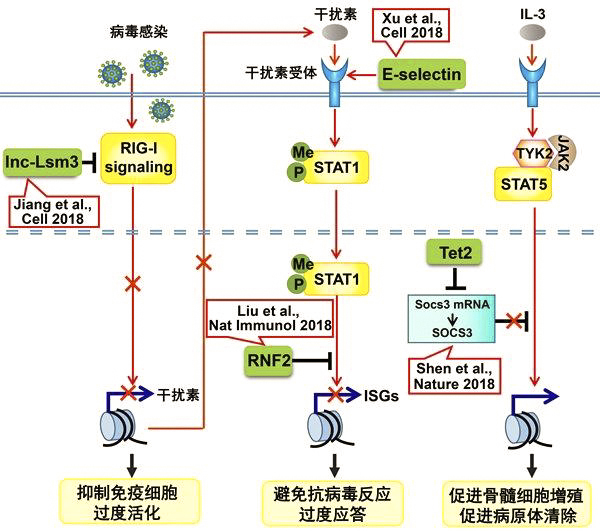 病毒感染
干扰素
IL-3
Xu et al.,
Cell 2018
干扰素受体
E-selectin
lnc-Lsm3
RIG-I
signaling
Jiang et al.,
Cell 2018
Me
P
STAT1
TYK2
JAK2
STAT5
Me
P
STAT1
Tet2
Socs3 mRNA
SOCS3
Liu et al.,
Nat Immunol 2018
RNF2
Shen et al.,
Nature 2018
干扰素
ISGs
抑制免疫细胞
过度活化
避免抗病毒反应
过度应答
促进骨髓细胞增殖
促进病原体清除